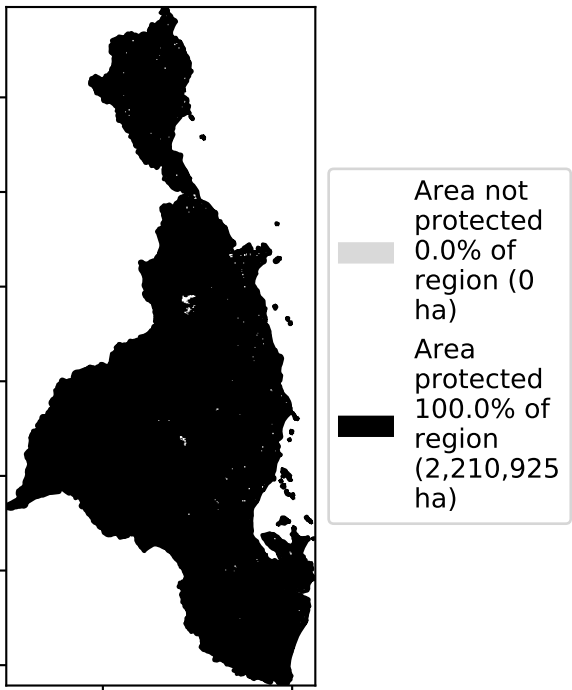 Area not
protected
0.0% of
region (0
ha)
Area
protected
100.0% of
region
(2,210,925
ha)